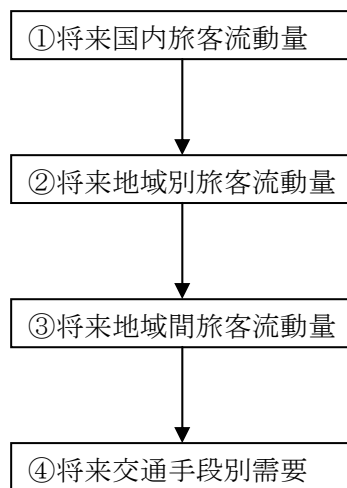 ①将来国内旅客流動量
②将来地域別旅客流動量
③将来地域間旅客流動量
④将来交通手段別需要